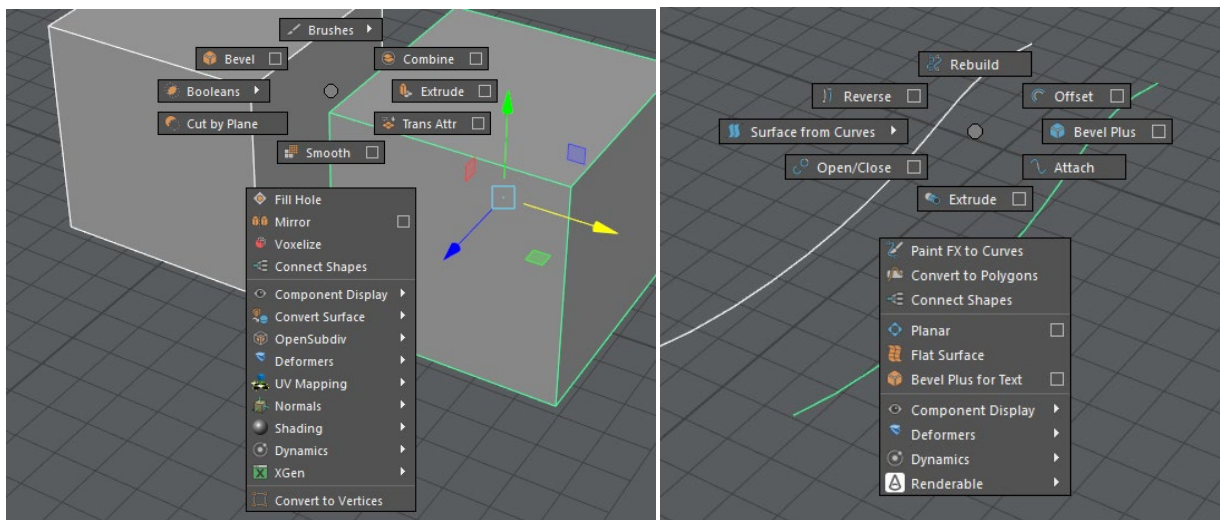 Brushes
Bevel
Combine
Booleans
Extrude
Cut by Plane
Trans Attr
Smooth
Fill Hole
Mirror
Voxelize
Connect Shapes
Component Display
Convert Surface
OpenSubdiv
Deformers
UV Mapping
Normals
Shading
Dynamics
XGen
Convert to Vertices
Rebuild
Reverse
Offset
Surface from Curves
Bevel Plus
Open/Close
Attach
Extrude
Paint FX to Curves
Convert to Polygons
Connect Shapes
Planar
Flat Surface
Bevel Plus for Text
Component Display
Deformers
Dynamics
Renderable